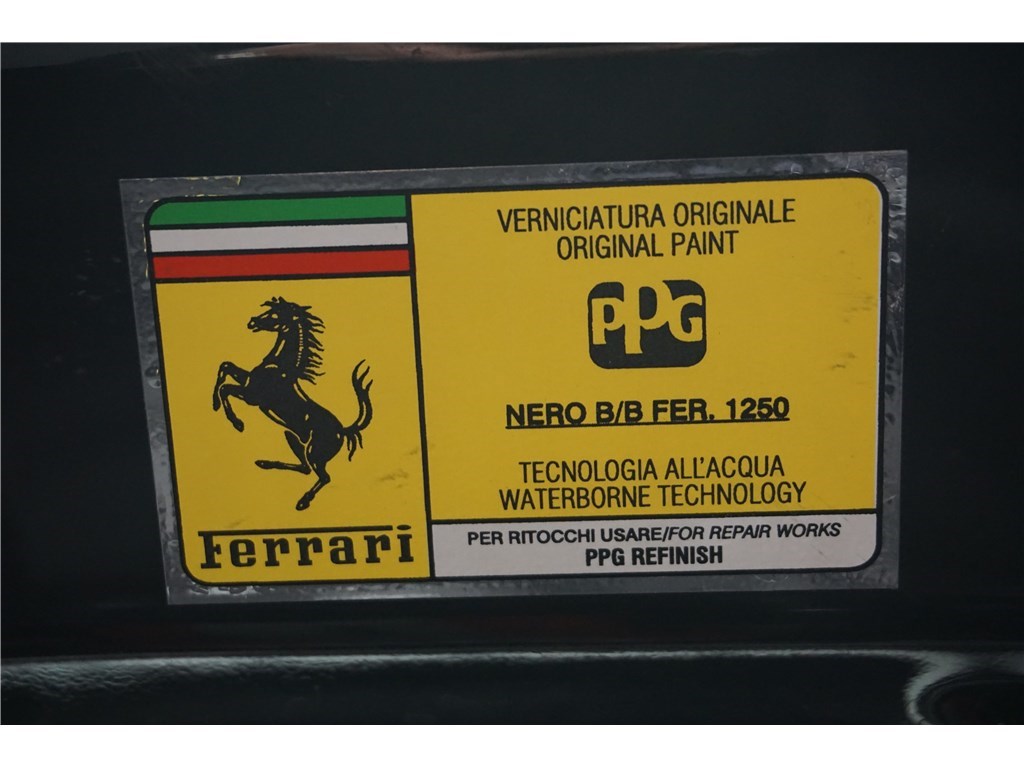 VERNICIATURA ORIGINALE
ORIGINAL PAINT
PPG
NERO B/B FER. 1250
TECNOLOGIA ALL'ACQUA
WATERBORNE TECHNOLOGY
Ferrari
PER RITOCCHI USARE/FOR REPAIR WORKS
PPG REFINISH